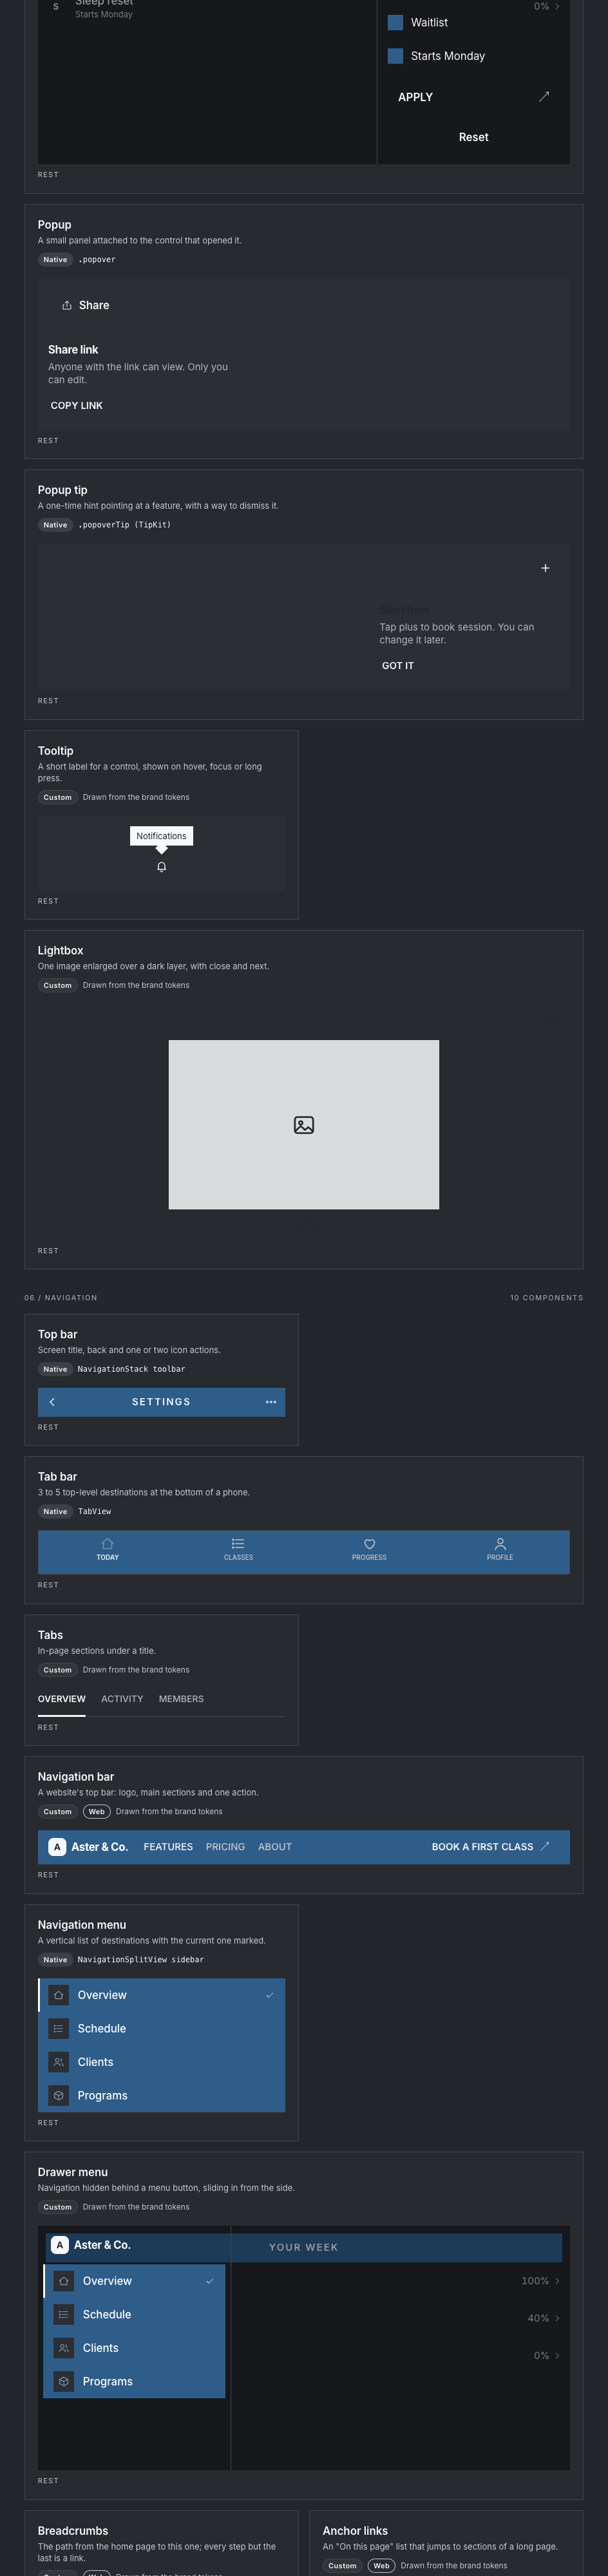 S
Sleep reset
Starts Monday
0%
Waitlist
Starts Monday
APPLY
Reset
REST
Popup
A small panel attached to the control that opened it.
Native .popover
Share
Share link
Anyone with the link can view. Only you
can edit.
COPY LINK
REST
Popup tip
A one-time hint pointing at a feature, with a way to dismiss it.
Native .popoverTip (TipKit)
Start here
Tap plus to book session. You can
change it later.
GOT IT
REST
Tooltip
A short label for a control, shown on hover, focus or long
press.
Custom Drawn from the brand tokens
Notifications
REST
Lightbox
One image enlarged over a dark layer, with close and next.
Custom Drawn from the brand tokens
REST
06 / NAVIGATION
10 COMPONENTS
Top bar
Screen title, back and one or two icon actions.
Native NavigationStack toolbar
SETTINGS
REST
Tab bar
3 to 5 top-level destinations at the bottom of a phone.
Native TabView
TODAY CLASSES PROGRESS PROFILE
REST
Tabs
In-page sections under a title.
Custom Drawn from the brand tokens
OVERVIEW ACTIVITY MEMBERS
REST
Navigation bar
A website's top bar: logo, main sections and one action.
Custom Web Drawn from the brand tokens
A Aster & Co. FEATURES PRICING ABOUT BOOK A FIRST CLASS
REST
Navigation menu
A vertical list of destinations with the current one marked.
Native NavigationSplitView sidebar
Overview
Schedule
Clients
Programs
REST
Drawer menu
Navigation hidden behind a menu button, sliding in from the side.
Custom Drawn from the brand tokens
A Aster & Co.
YOUR WEEK
Overview
100%
Schedule
40%
Clients
0%
Programs
REST
Breadcrumbs
The path from the home page to this one; every step but the
last is a link.
Custom Web Drawn from the brand tokens
Anchor links
An "On this page" list that jumps to sections of a long page.
Custom Web Drawn from the brand tokens